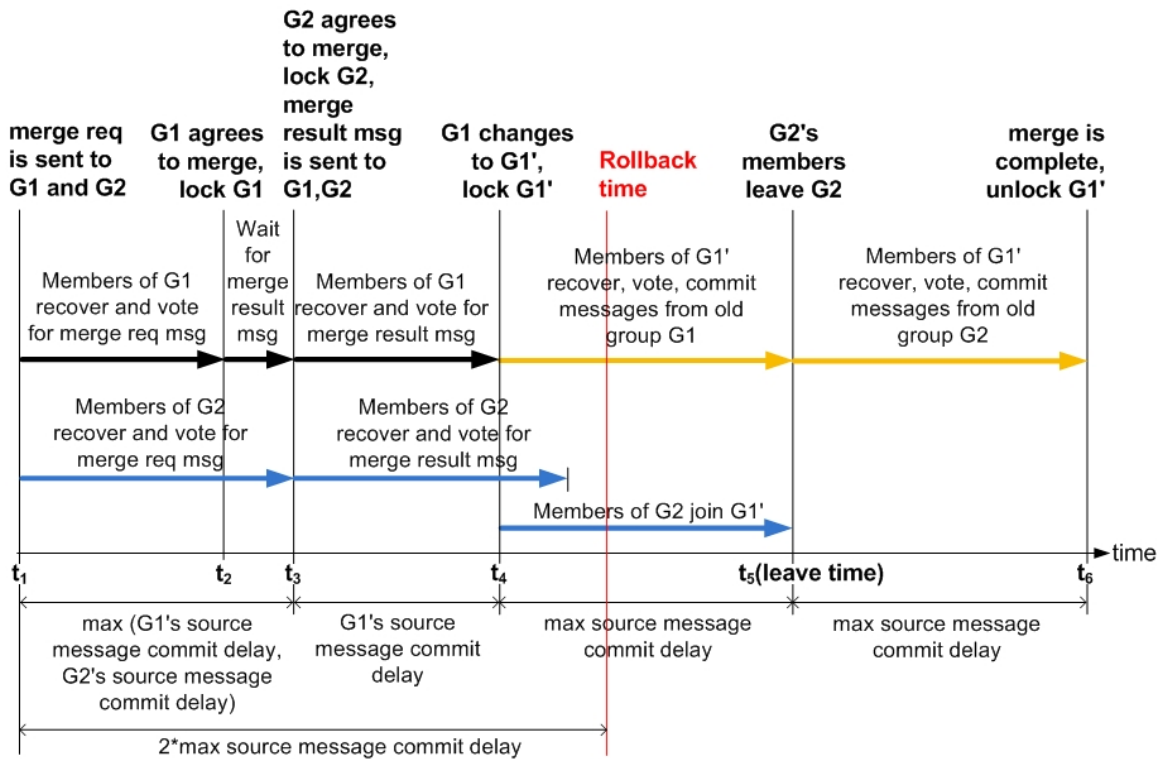 G2 agrees
to merge,
lock G2,
merge
result msg
is sent to
G1,G2
merge req
is sent to
G1 and G2
G1 agrees
to merge,
lock G1
G1 changes
to G1',
lock G1'
Rollback
time
G2's
members
leave G2
merge is
complete,
unlock G1'
Members of G1
recover and vote
for merge req msg
Wait
for
merge
result
msg
Members of G1
recover and vote for
merge result msg
Members of G1'
recover, vote, commit
messages from old
group G1
Members of G1'
recover, vote, commit
messages from old
group G2
Members of G2
recover and vote for
merge req msg
Members of G2
recover and vote for
merge result msg
Members of G2 join G1'
time
t1
t2
t3
t4
t5(leave time)
t6
max (G1's source
message commit delay,
G2's source message
commit delay)
G1's source
message commit
delay
max source message
commit delay
max source message
commit delay
2*max source message commit delay